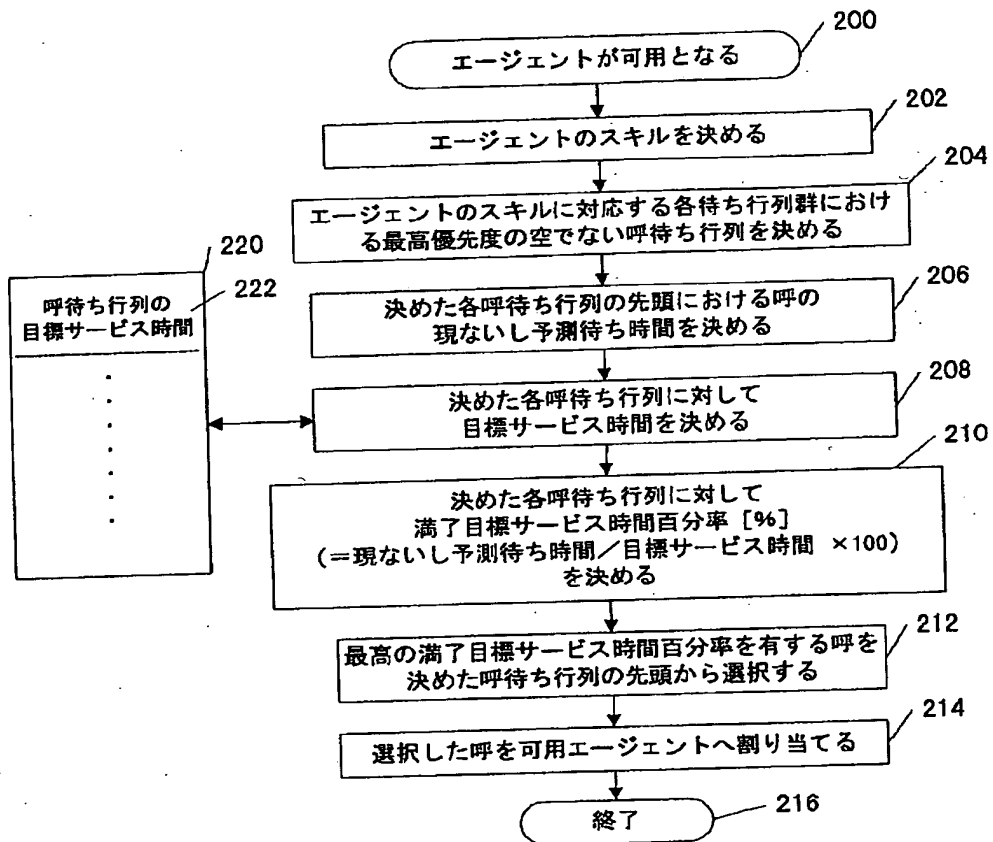 200
エージェントが可用となる
202
エージェントのスキルを決める
204
エージェントのスキルに対応する各待ち行列群におけ
る最高優先度の空でない呼待ち行列を決める
220
222
呼待ち行列の
目標サービス時間
206
決めた各呼待ち行列の先頭における呼の
現ないし予測待ち時間を決める
208
決めた各呼待ち行列に対して
目標サービス時間を決める
210
決めた各呼待ち行列に対して
満了目標サービス時間百分率[%]
(=現ないし予測待ち時間/目標サービス時間 ×100)
を決める
212
最高の満了目標サービス時間百分率を有する呼を
決めた呼待ち行列の先頭から選択する
214
選択した呼を可用エージェントへ割り当てる
216
終了